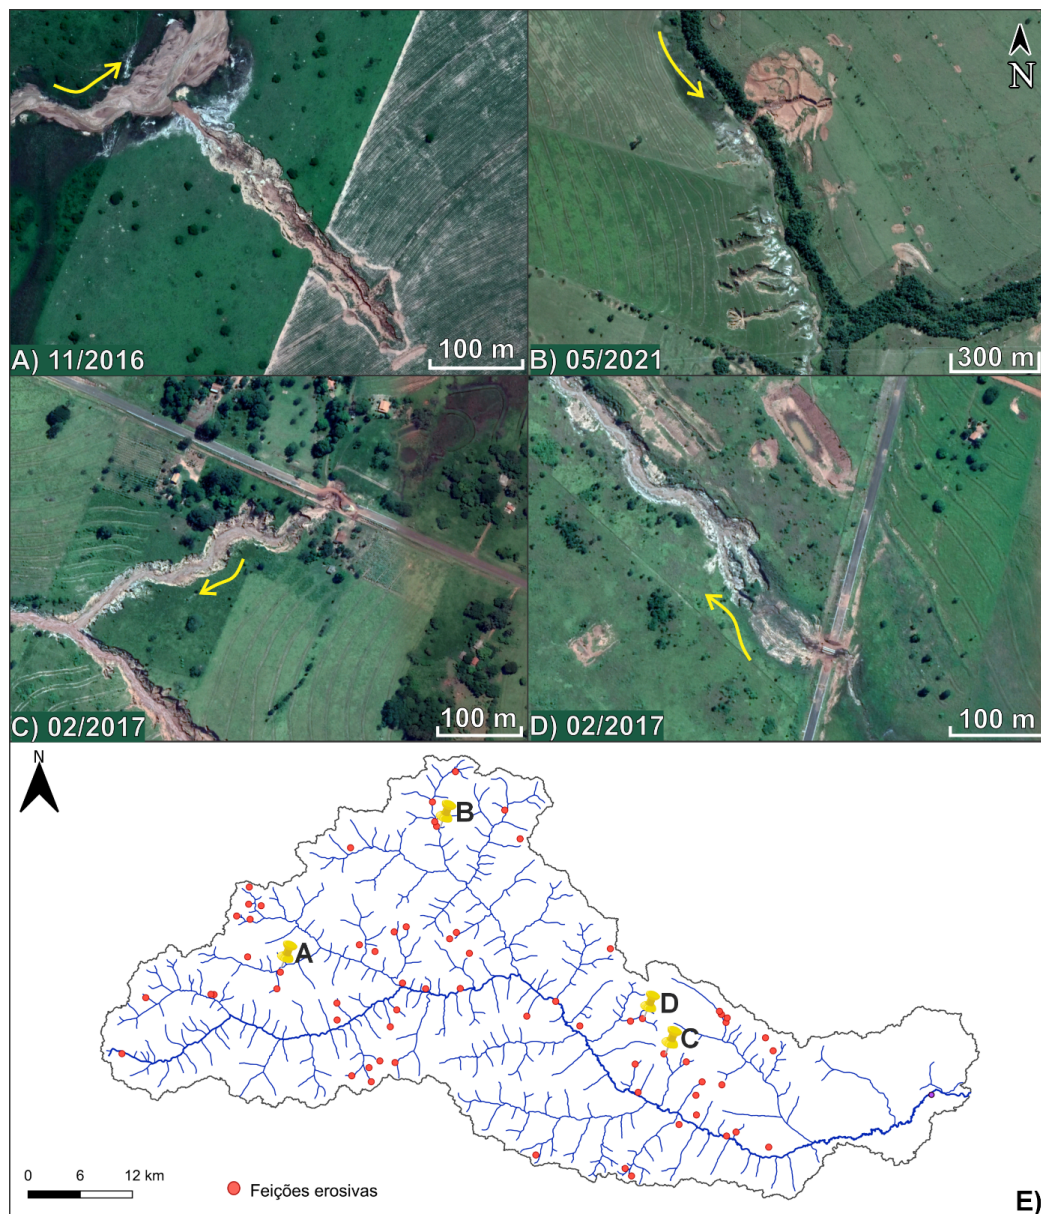 N
A) 11/2016
100 m
B) 05/2021
300 m
C) 02/2017
100 m
D) 02/2017
100 m
N
B
A
D
C
0 6 12 km
Feições erosivas
E)